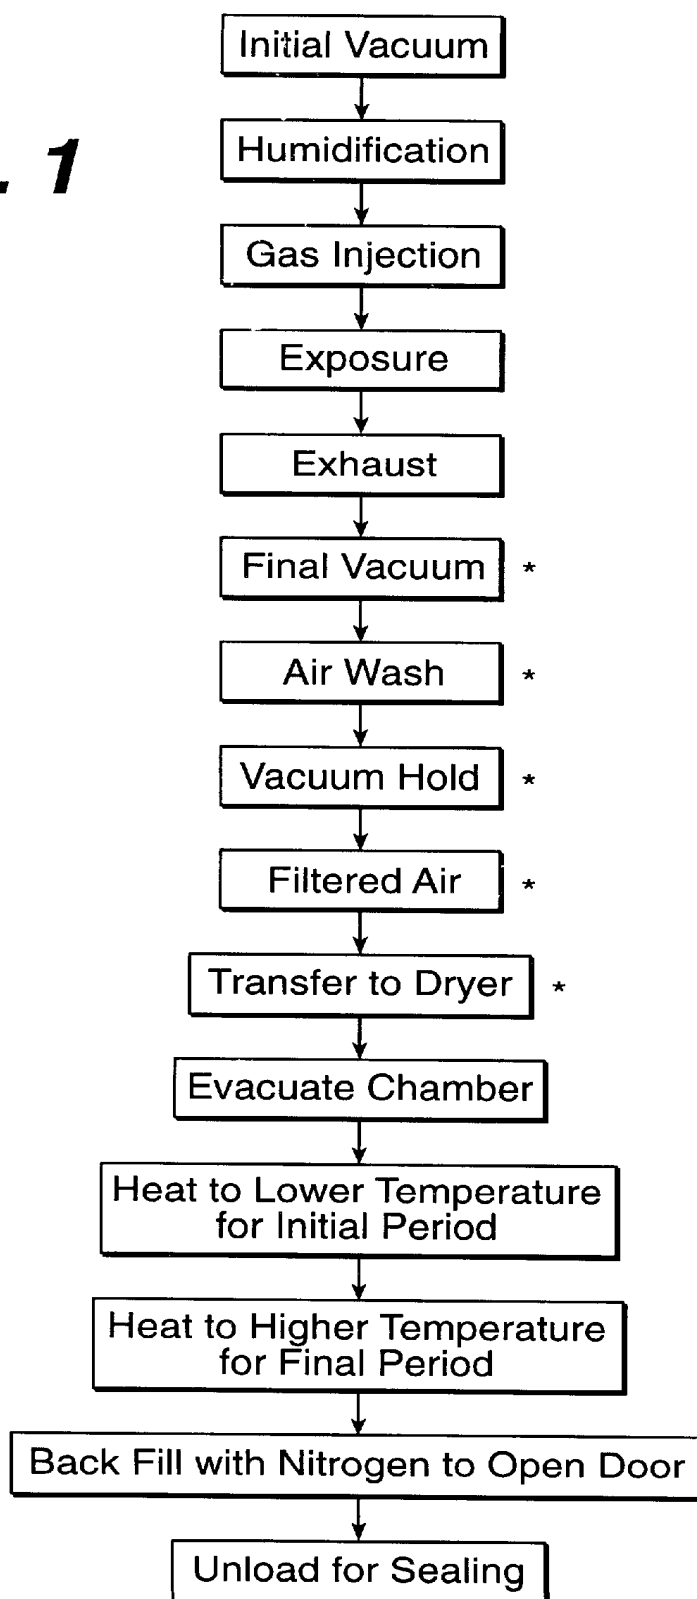 . 1
Initial Vacuum
Humidification
Gas Injection
Exposure
Exhaust
Final Vacuum *
Air Wash *
Vacuum Hold *
Filtered Air *
Transfer to Dryer *
Evacuate Chamber
Heat to Lower Temperature
for Initial Period
Heat to Higher Temperature
for Final Period
Back Fill with Nitrogen to Open Door
Unload for Sealing